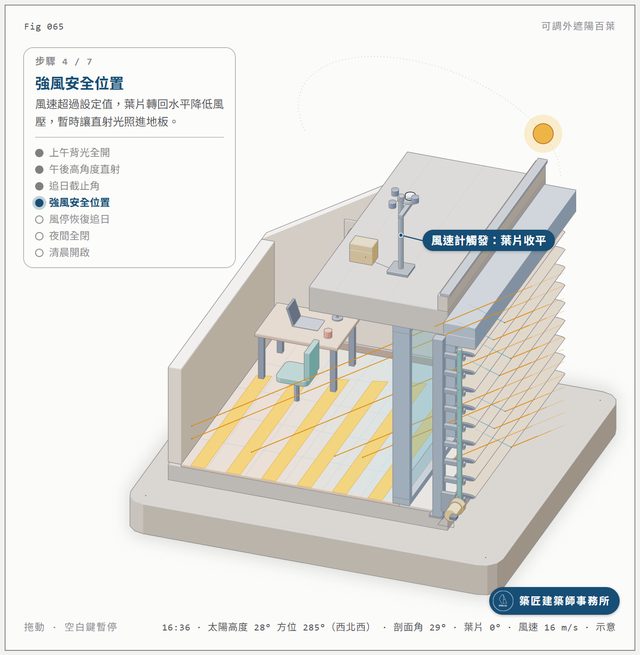 Fig 065
可調外遮陽百葉
步驟 4 / 7
強風安全位置
風速超過設定值，葉片轉回水平降低風
壓，暫時讓直射光照進地板。
上午背光全開
午後高角度直射
追日截止角
強風安全位置
風停恢復追日
夜間全閉
清晨開啟
風速計觸發：葉片收平
築匠建築師事務所
拖動 · 空白鍵暫停
16:36 · 太陽高度 28° 方位 285°（西北西） · 剖面角 29° · 葉片 0° · 風速 16 m/s · 示意